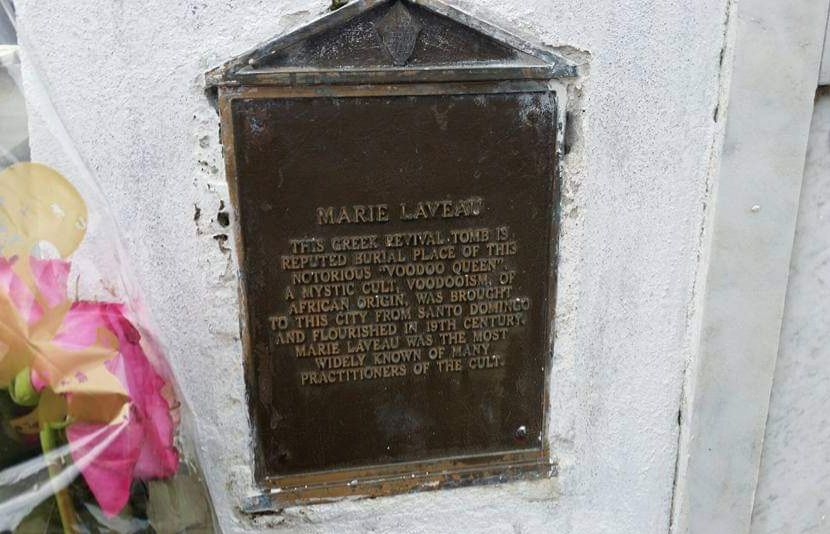 MARIE LAVEAU
THIS GREEK REVIVAL TOMB IS
REPUTED BURIAL PLACE OF THIS
NOTORIOUS "VOODOO QUEEN".
A MYSTIC CULT, VOODOOISM, OF
AFRICAN ORIGIN, WAS BROUGHT
TO THIS CITY FROM SANTO DOMINGO
AND FLOURISHED IN 19TH CENTURY.
MARIE LAVEAU WAS THE MOST
WIDELY KNOWN OF MANY
PRACTITIONERS OF THE CULT.